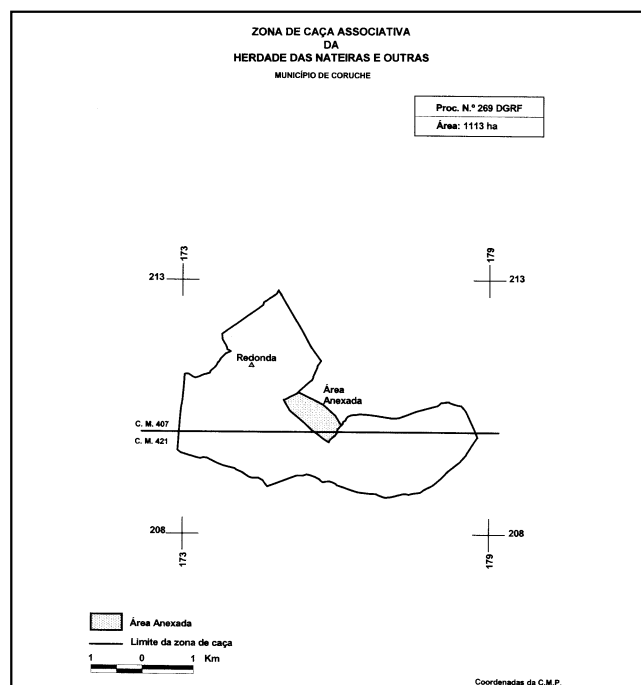 ZONA DE CAÇA ASSOCIATIVA
DA
HERDADE DAS NATEIRAS E OUTRAS
MUNICÍPIO DE CORUCHE
Proc. N.º 269 DGRF
Área: 1113 ha
173
179
213
213
Redonda
Área
Anexada
C. M. 407
C. M. 421
208
208
173
179
Área Anexada
Limite da zona de caça
1 0 1 Km
Coordenadas da C.M.P.